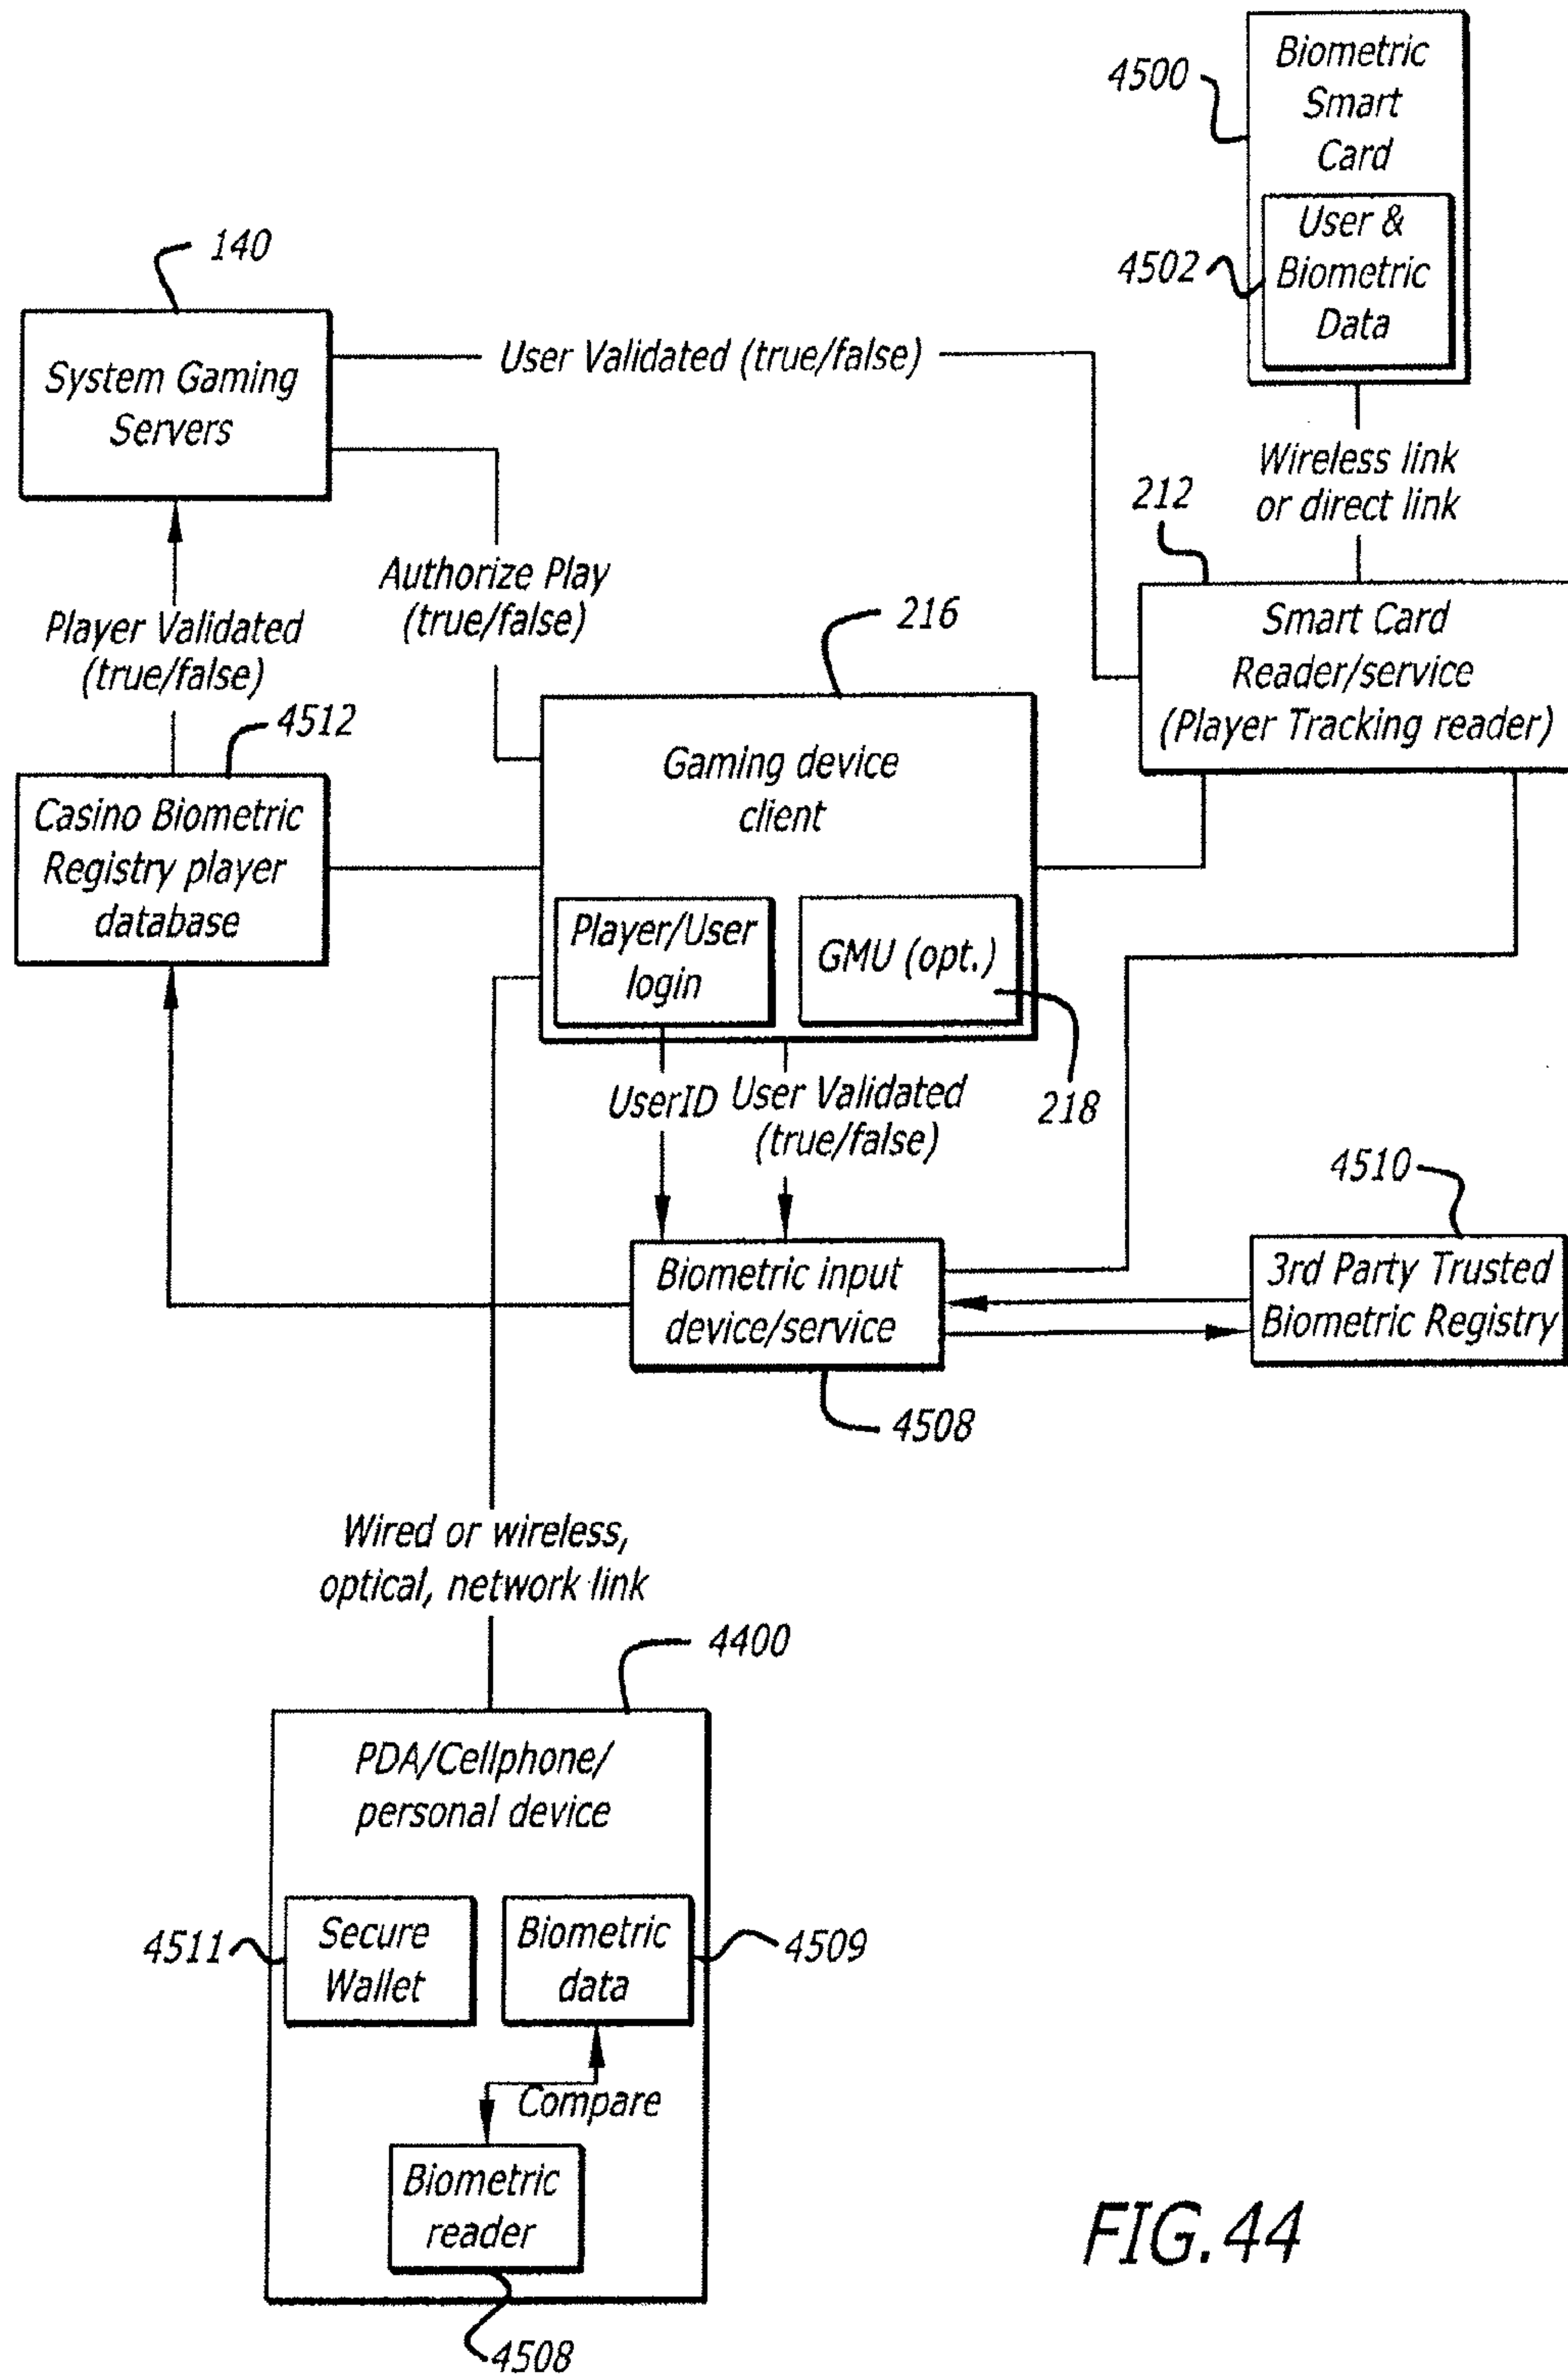 4500
Biometric
Smart
Card
4502
User &
Biometric
Data
140
System Gaming
Servers
User Validated (true/false)
Wireless link
or direct link
212
Authorize Play
(true/false)
Player Validated
(true/false)
216
Smart Card
Reader/service
(Player Tracking reader)
4512
Casino Biometric
Registry player
database
Gaming device
client
Player/User
login
GMU (opt.)
218
UserID
User Validated
(true/false)
4510
3rd Party Trusted
Biometric Registry
Biometric input
device/service
4508
Wired or wireless,
optical, network link
4400
PDA/Cellphone/
personal device
4511
Secure
Wallet
Biometric
data
4509
Compare
Biometric
reader
4508
FIG.44